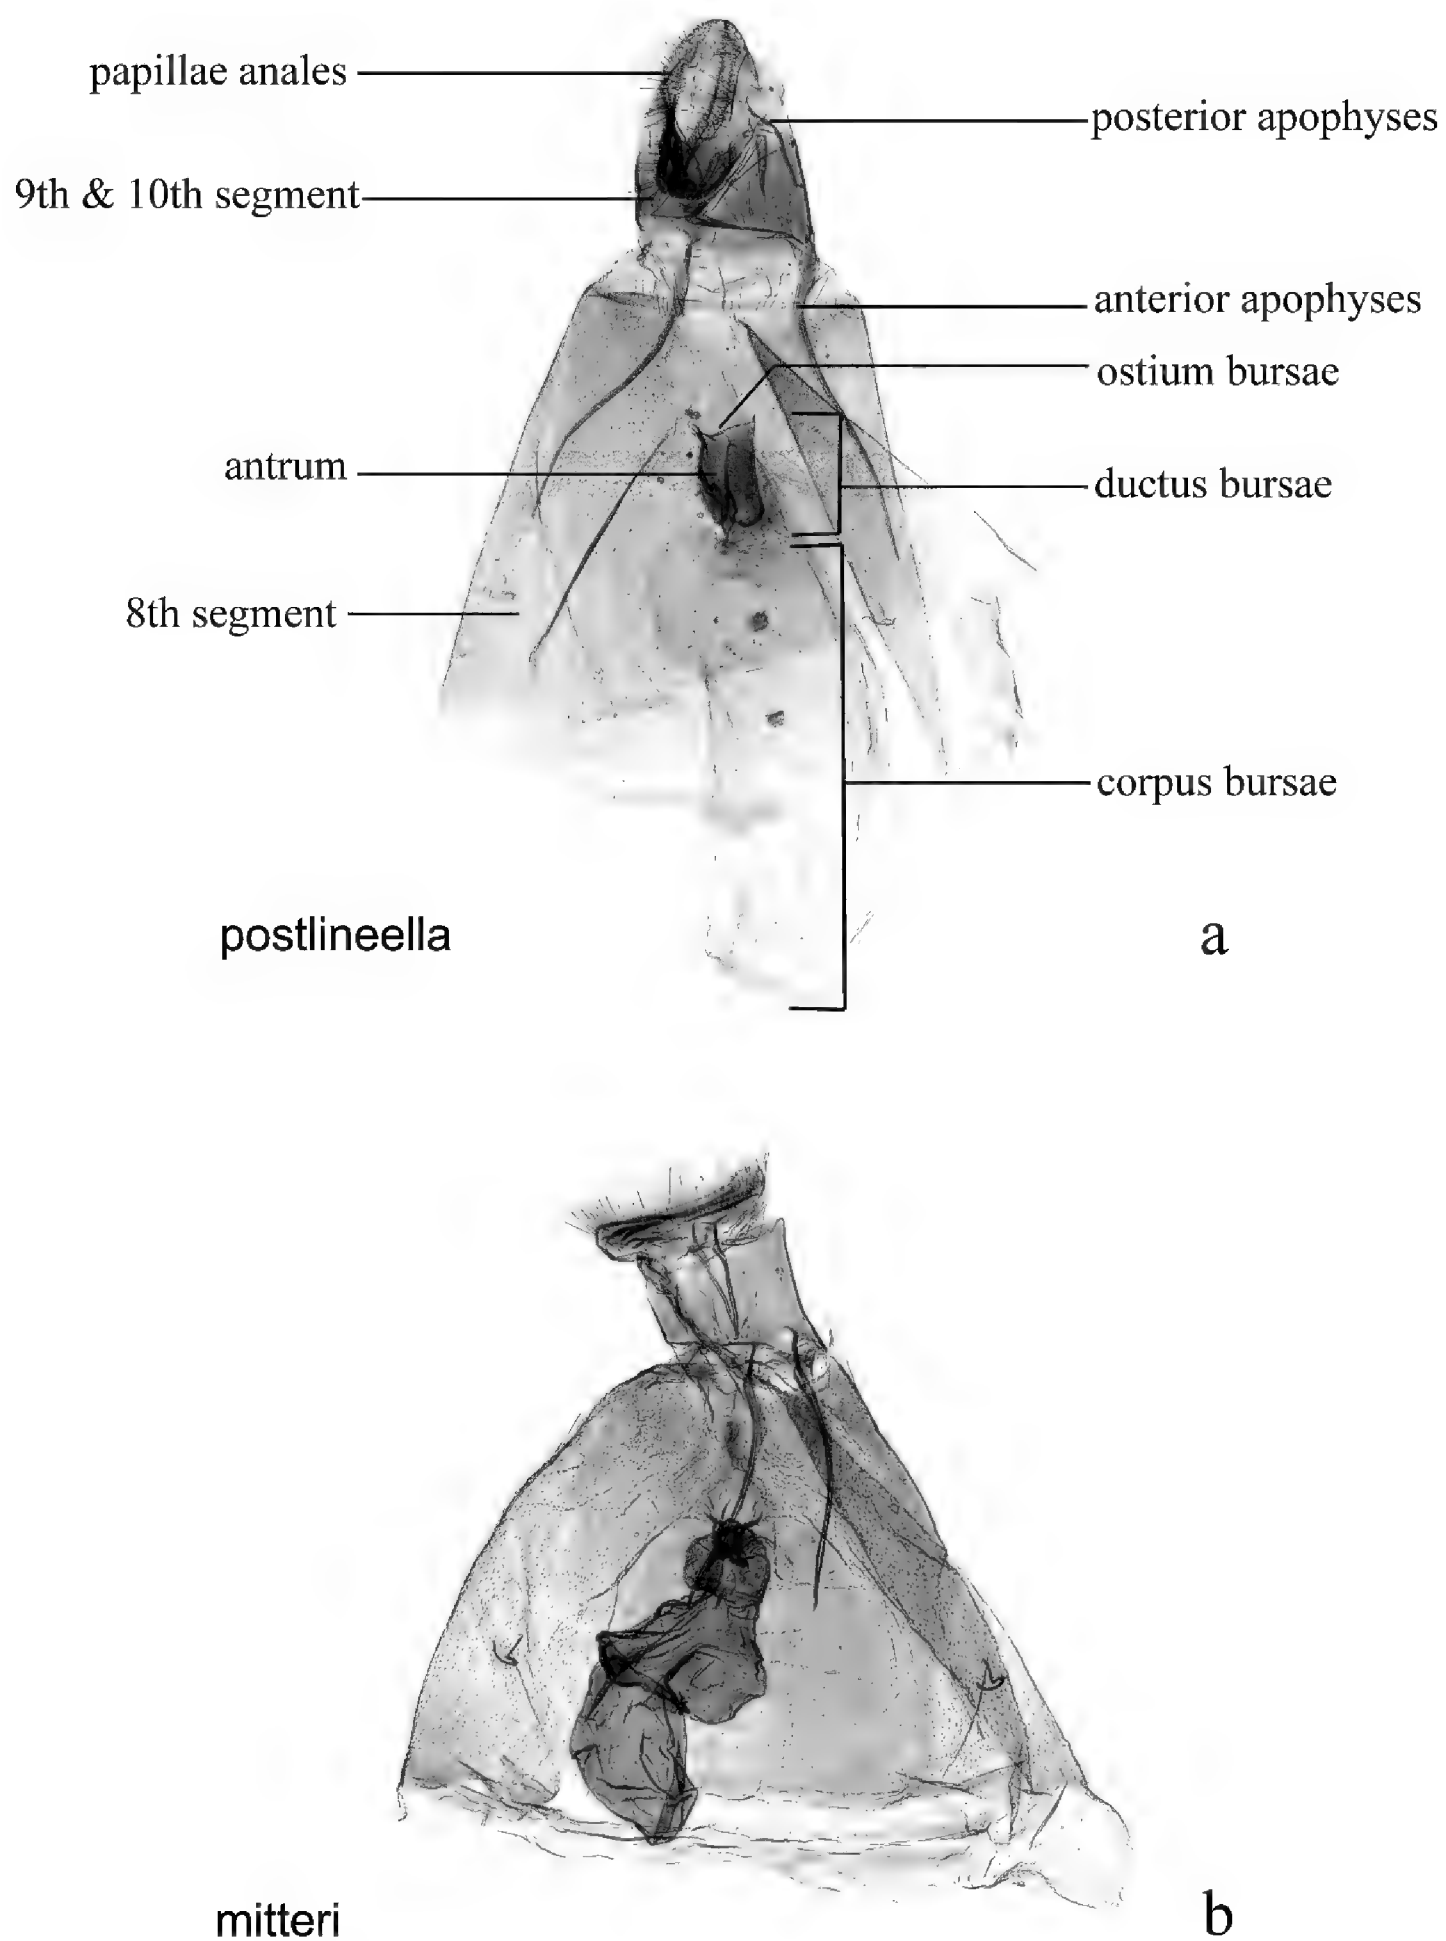 papillae anales
posterior apophyses
9th & 10th segment
anterior apophyses
ostium bursae
antrum
ductus bursae
8th segment
corpus bursae
postlineella
a
mitteri
b